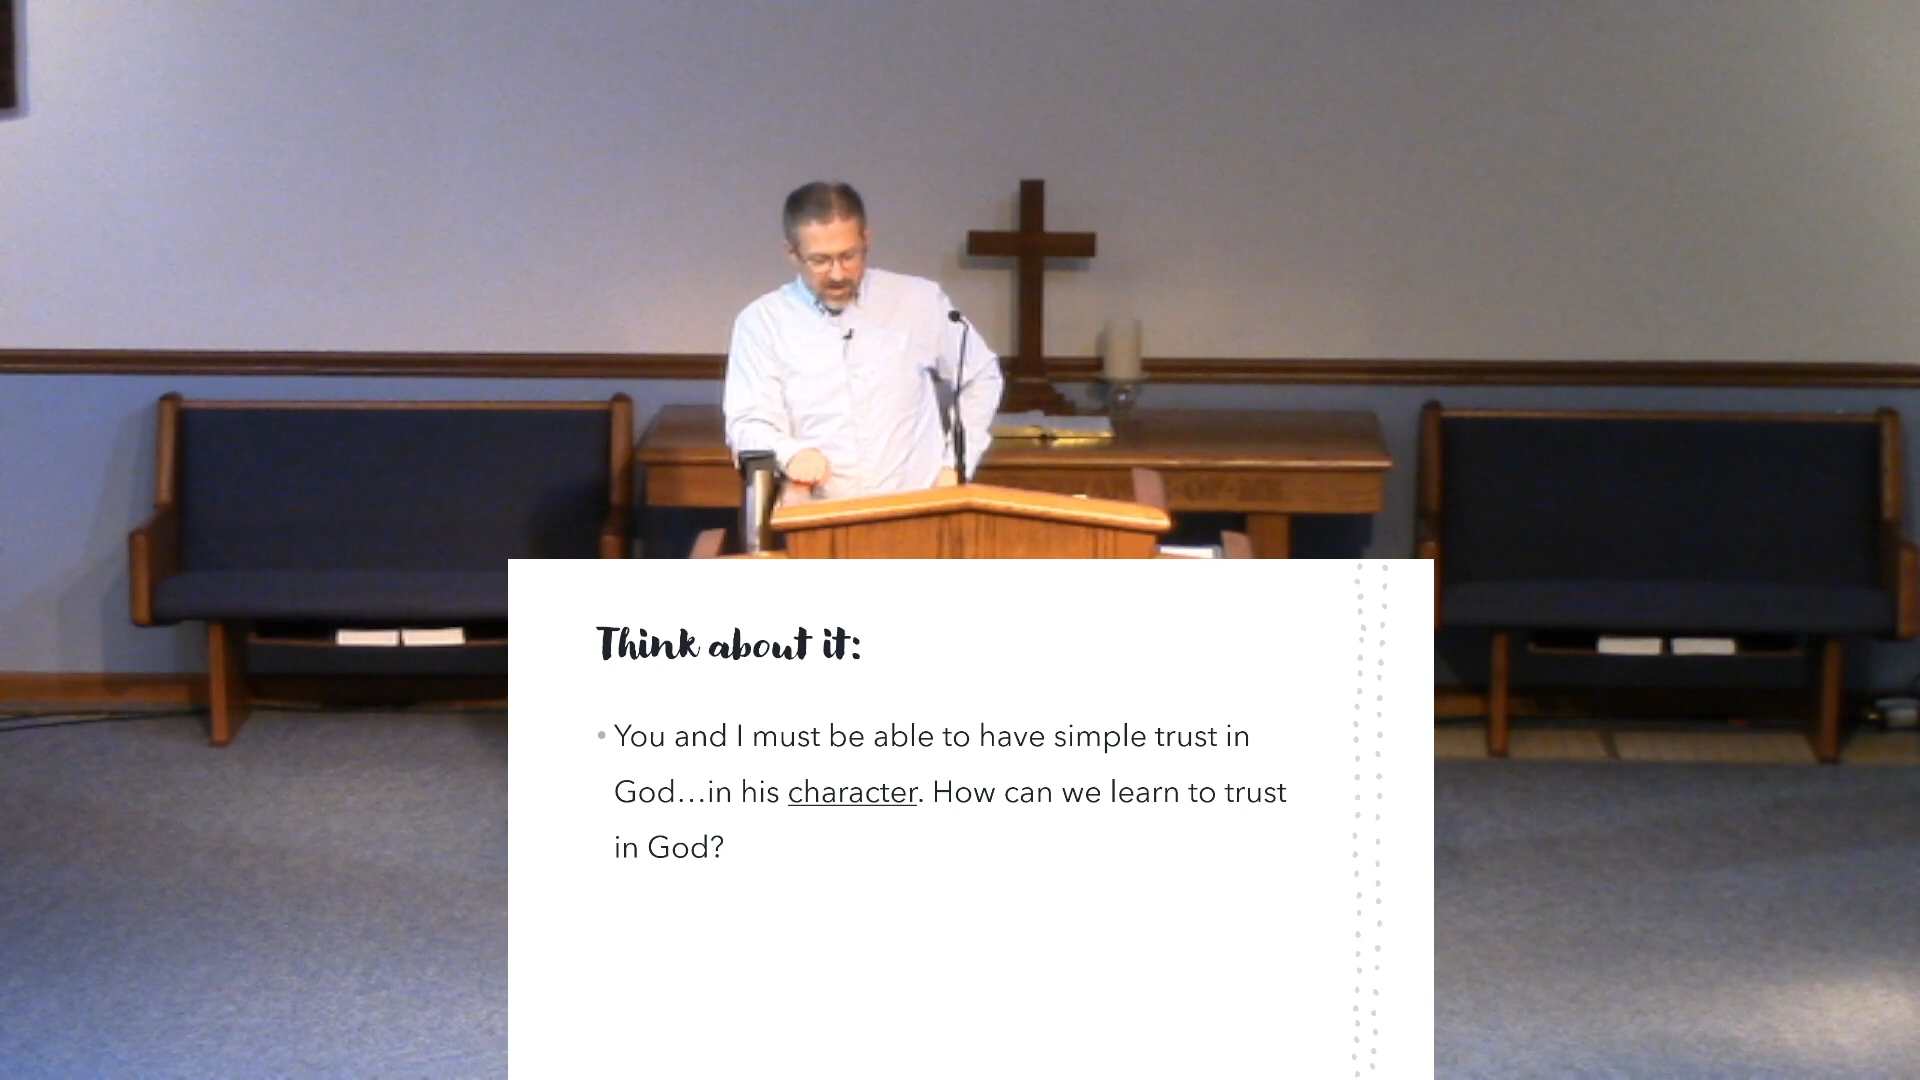 Think about it:
• You and I must be able to have simple trust in
God…in his character. How can we learn to trust
in God?